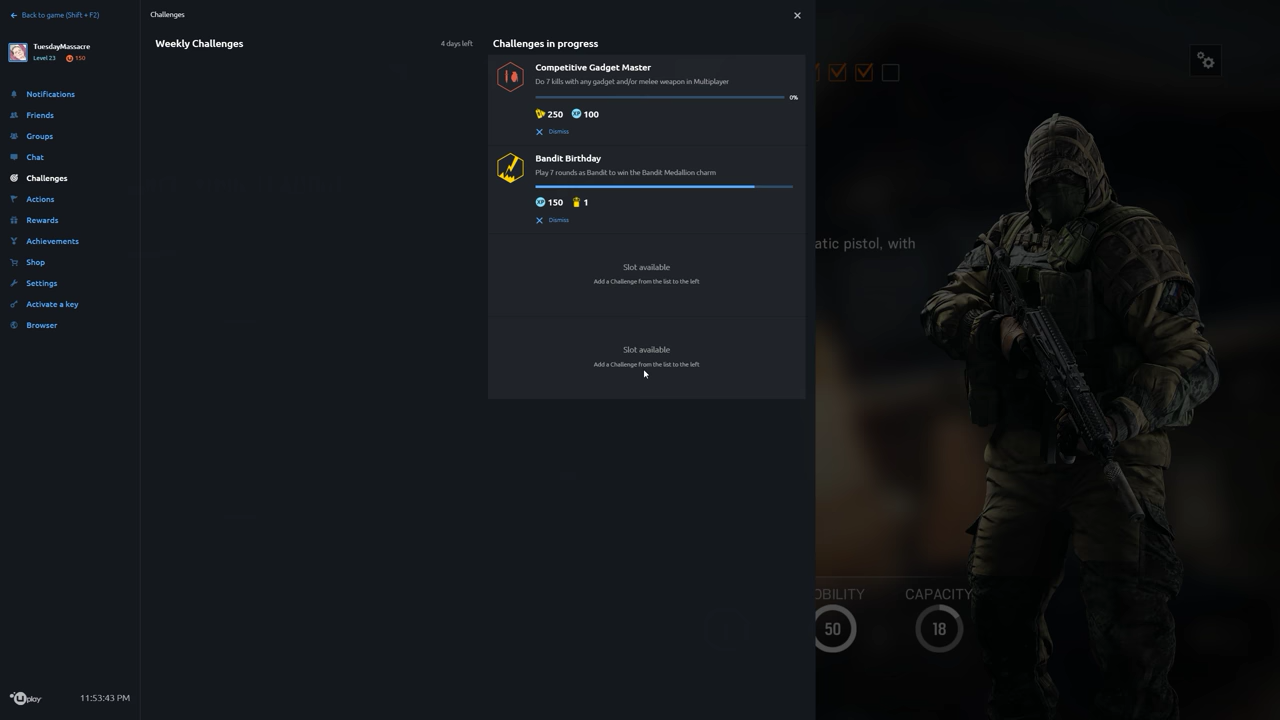 Back to game (Shift + F2)
Challenges
TuesdayMassacre
Level 23 150
Weekly Challenges
4 days left
Challenges in progress
Notifications
Friends
Groups
Chat
Challenges
Actions
Rewards
Achievements
Shop
Settings
Activate a key
Browser
Competitive Gadget Master
Do 7 kills with any gadget and/or melee weapon in Multiplayer
0%
250 XP 100
Dismiss
Bandit Birthday
Play 7 rounds as Bandit to win the Bandit Medallion charm
XP 150 1
Dismiss
Slot available
Add a Challenge from the list to the left
Slot available
Add a Challenge from the list to the left
atic pistol, with
OBILITY
50
CAPACITY
18
uplay
11:53:43 PM